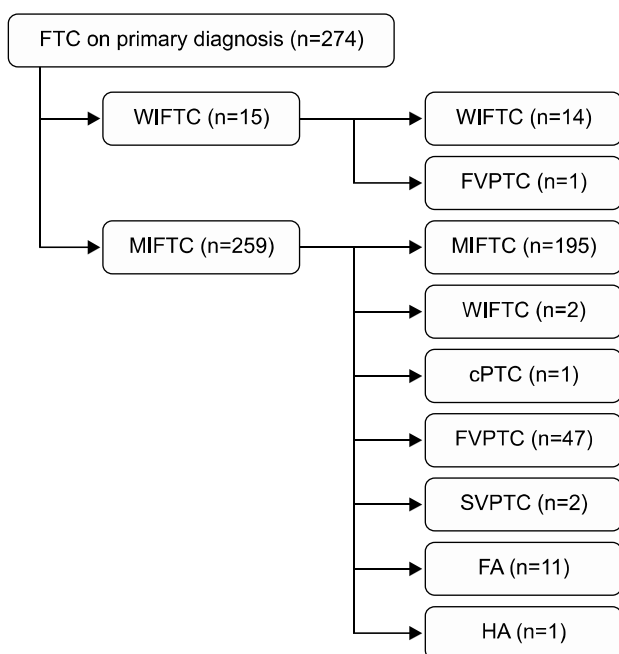 FTC on primary diagnosis (n=274)
WIFTC (n=15)
WIFTC (n=14)
FVPTC (n=1)
MIFTC (n=259)
MIFTC (n=195)
WIFTC (n=2)
cPTC (n=1)
FVPTC (n=47)
SVPTC (n=2)
FA (n=11)
HA (n=1)